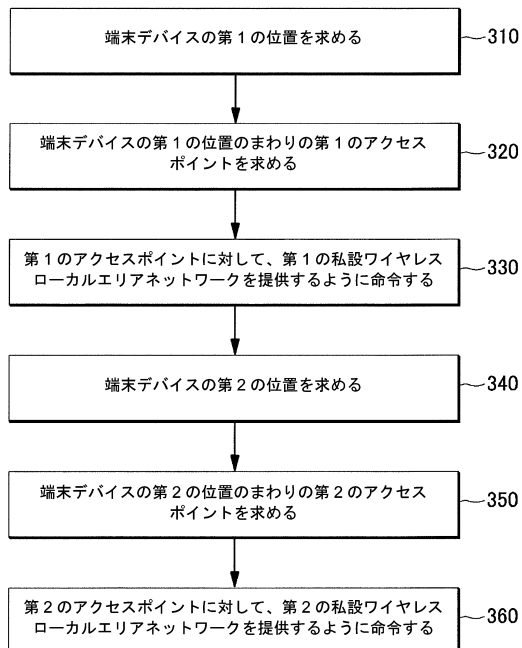 端末デバイスの第1の位置を求める
310
端末デバイスの第1の位置のまわりの第1のアクセス
ポイントを求める
320
第1のアクセスポイントに対して、第1の私設ワイヤレス
ローカルエリアネットワークを提供するように命令する
330
端末デバイスの第2の位置を求める
340
端末デバイスの第2の位置のまわりの第2のアクセス
ポイントを求める
350
第2のアクセスポイントに対して、第2の私設ワイヤレス
ローカルエリアネットワークを提供するように命令する
360